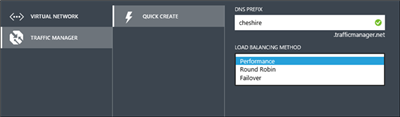 VIRTUAL NETWORK
TRAFFIC MANAGER
QUICK CREATE
DNS PREFIX
cheshire
.trafficmanager.net
LOAD BALANCING METHOD
Performance
Round Robin
Failover